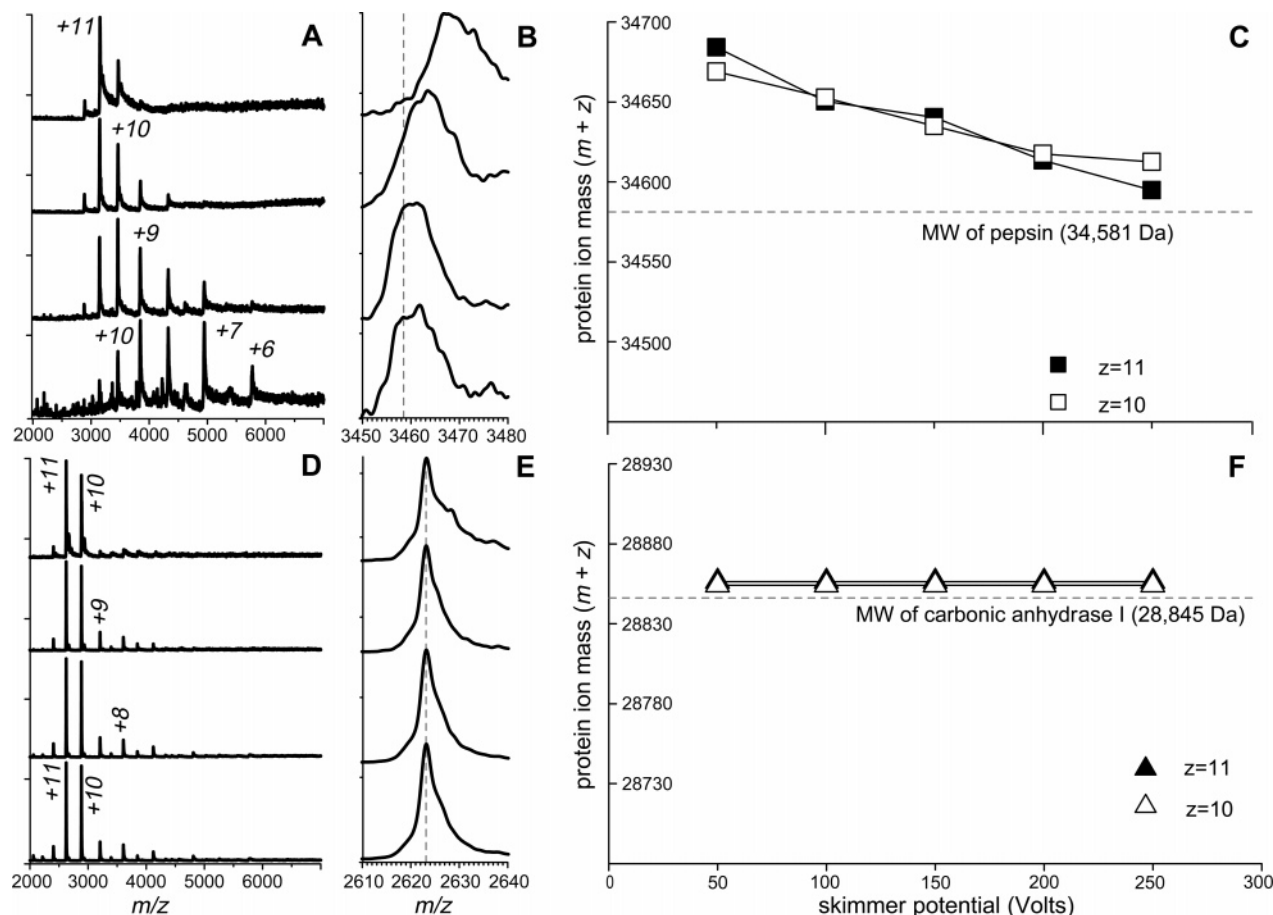 A
+11
+10
+9
+10
+7
+6
2000 3000 4000 5000 6000
B
3450 3460 3470 3480
C
protein ion mass (m + z)
34700
34650
34600
34550
34500
MW of pepsin (34,581 Da)
z=11
z=10
D
+11
+10
+9
+8
+11
+10
2000 3000 4000 5000 6000
m/z
E
2610 2620 2630 2640
m/z
F
protein ion mass (m + z)
28930
28880
28830
28780
28730
MW of carbonic anhydrase I (28,845 Da)
z=11
z=10
0 50 100 150 200 250 300
skimmer potential (Volts)